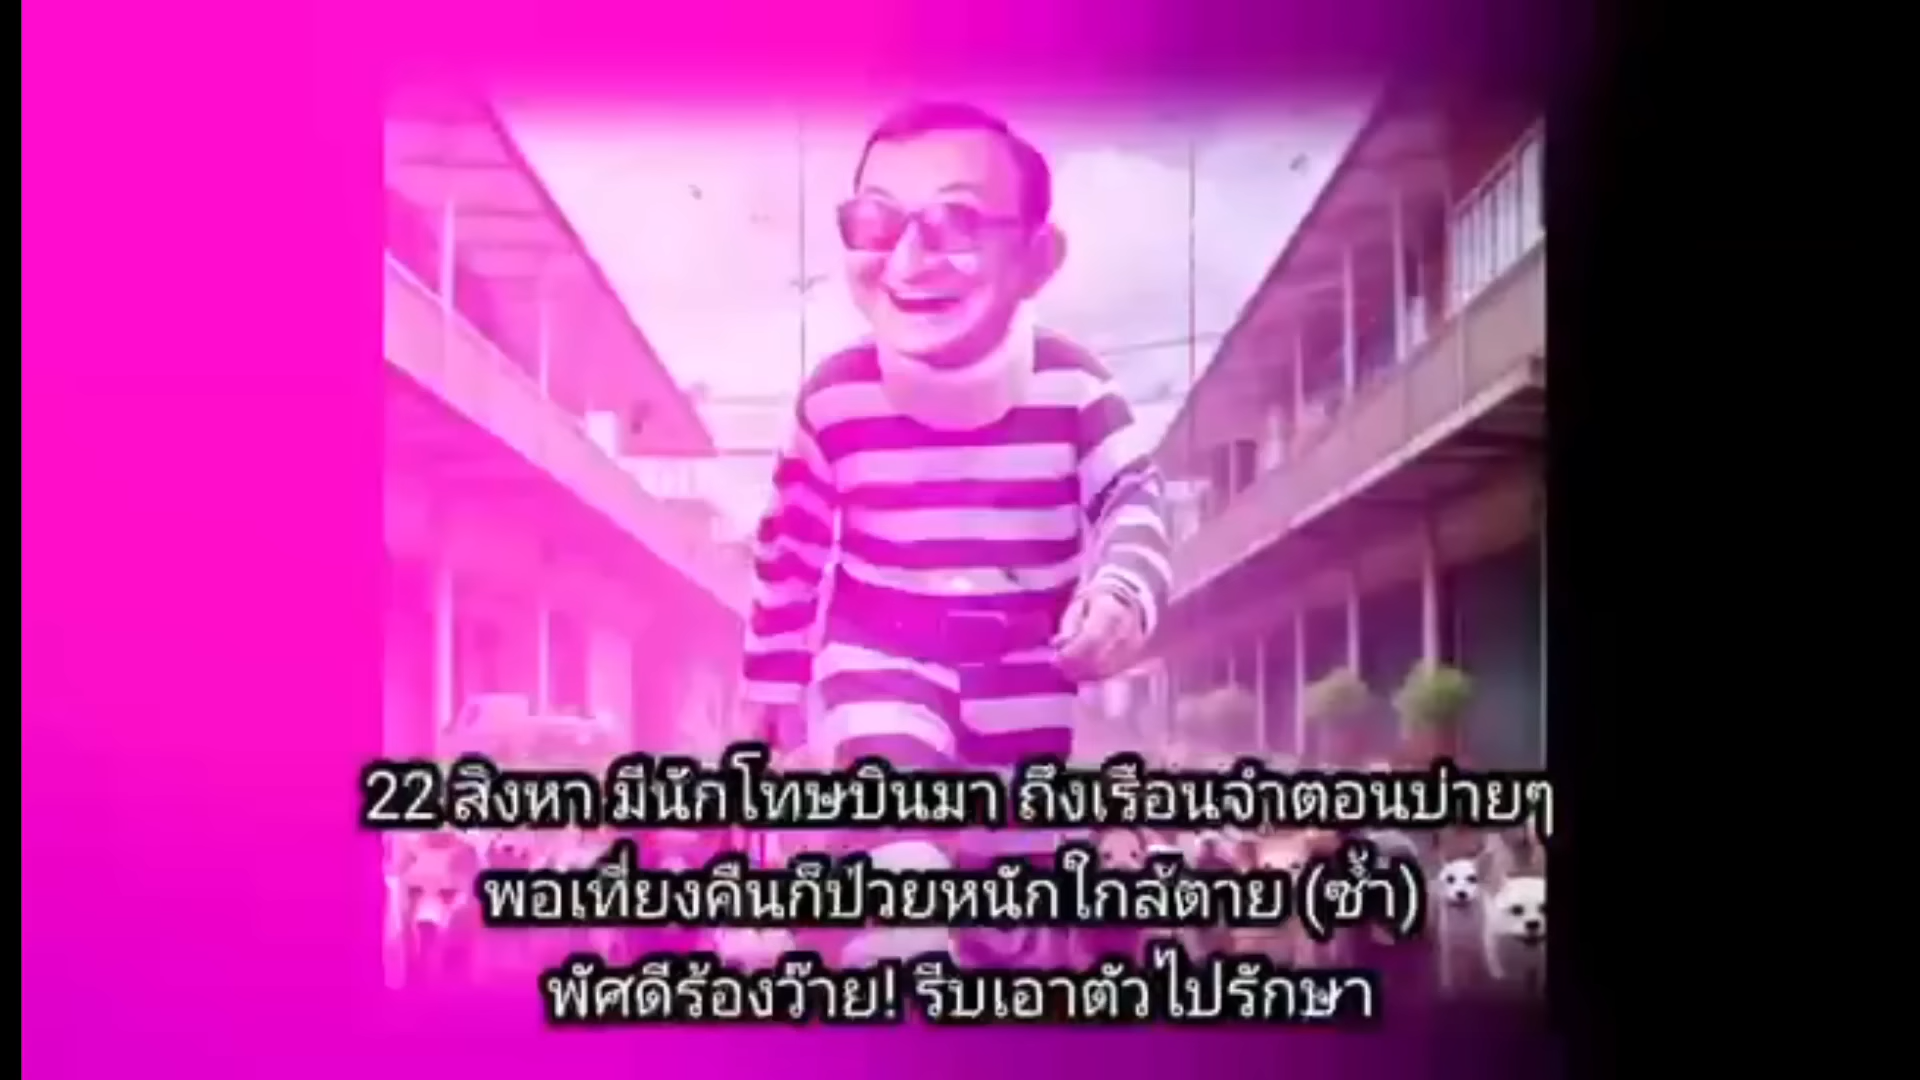 22 สิงหา มีนักโทษบินมา ถึงเรือนจำตอนบ่ายๆ
พอเที่ยงคืนก็ป่วยหนักใกล้ตาย (ซ้ำ)
พัศดีร้องว๊าย! รีบเอาตัวไปรักษา